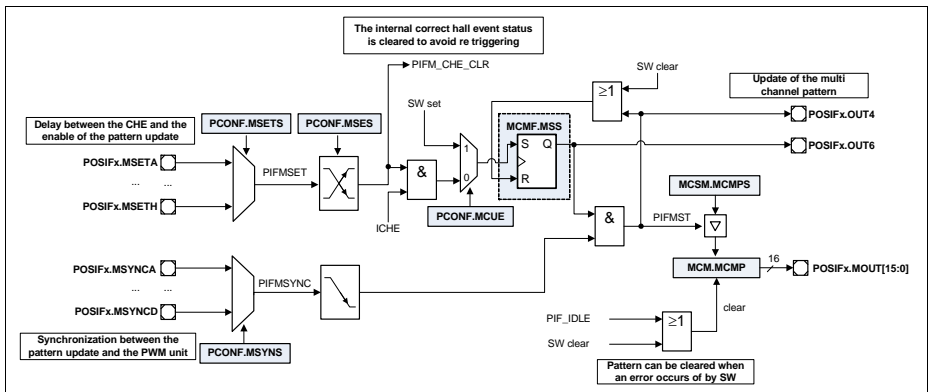 The internal correct hall event status
is cleared to avoid re triggering
PIFM_CHE_CLR
SW clear
≥1
Update of the multi
channel pattern
POSIFx.OUT4
SW set
Delay between the CHE and the
enable of the pattern update
PCONF.MSETS
PCONF.MSES
MCMF.MSS
POSIFx.MSETA
... ...
POSIFx.MSETH
PIFMSET
&
1
0
S Q
R
POSIFx.OUT6
ICHE
PCONF.MCUE
MCSM.MCMPS
&
PIFMST
∇
POSIFx.MSYNCA
... ...
POSIFx.MSYNCD
PIFMSYNC
MCM.MCMP
16
POSIFx.MOUT[15:0]
clear
PIF_IDLE
≥1
SW clear
Synchronization between the
pattern update and the PWM unit
PCONF.MSYNS
Pattern can be cleared when
an error occurs of by SW